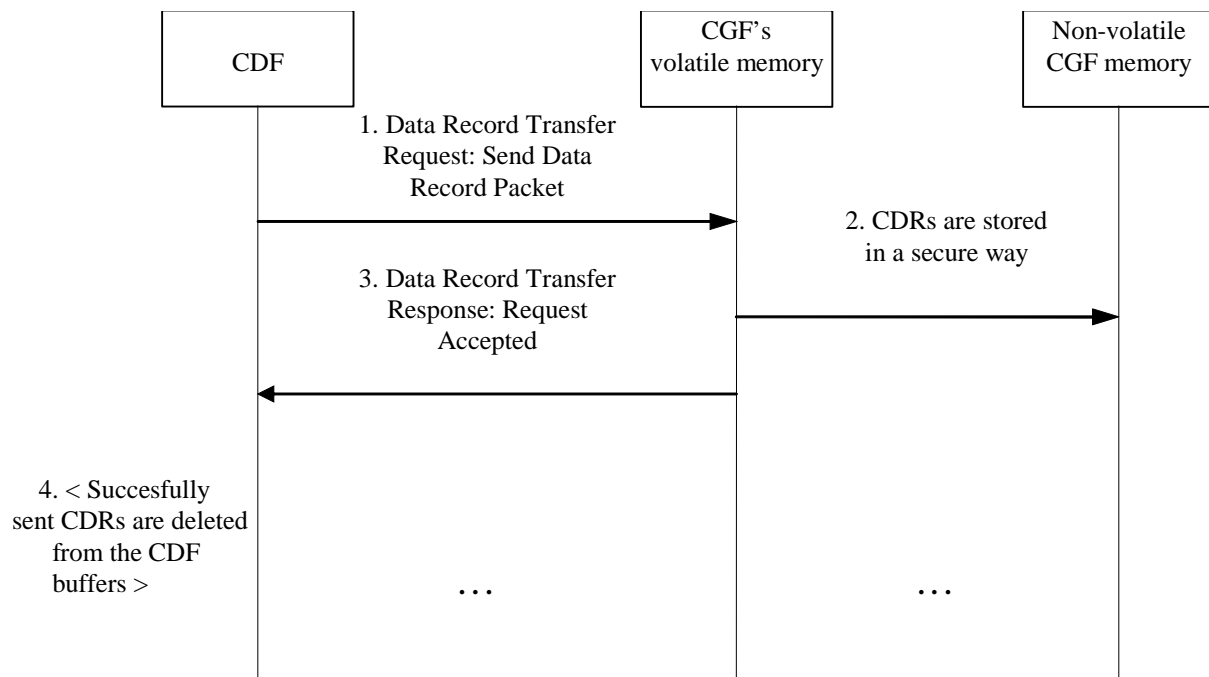 CDF
CGF's
volatile memory
Non-volatile
CGF memory
1. Data Record Transfer
Request: Send Data
Record Packet
2. CDRs are stored
in a secure way
3. Data Record Transfer
Response: Request
Accepted
4. < Succesfully
sent CDRs are deleted
from the CDF
buffers >
...
...